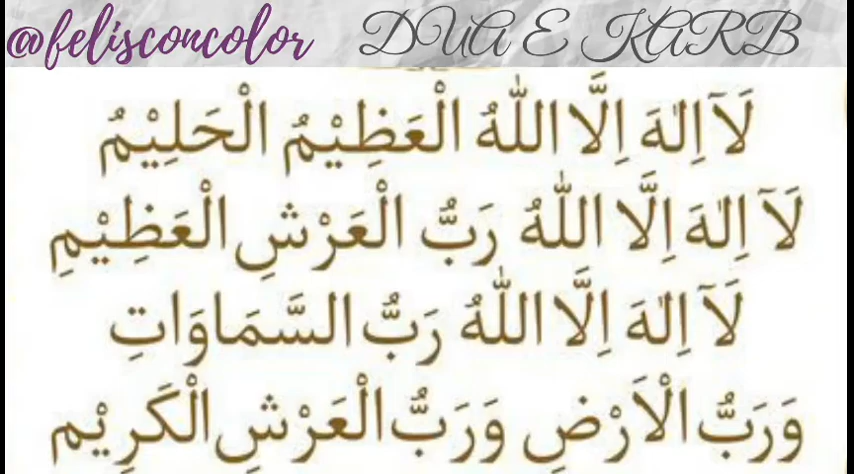 @felisconcolor DUA E KARB
لَآ اِلٰهَ اِلَّا اللّٰهُ الْعَظِيْمُ الْحَلِيْمُ
لَآ اِلٰهَ اِلَّا اللّٰهُ رَبُّ الْعَرْشِ الْعَظِيْمِ
لَآ اِلٰهَ اِلَّا اللّٰهُ رَبُّ السَّمَاوَاتِ
وَرَبُّ الْاَرْضِ وَرَبُّ الْعَرْشِ الْكَرِيْم